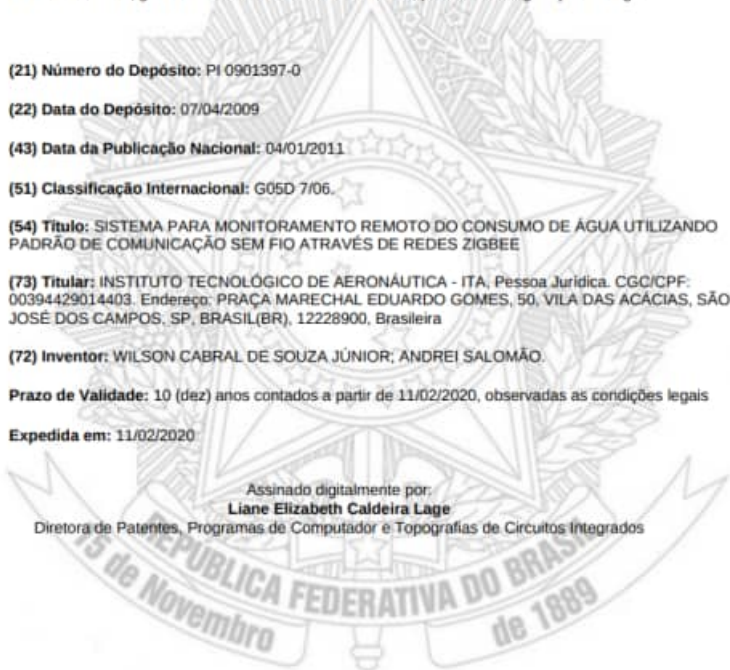 (21) Número do Depósito: PI 0901397-0
(22) Data do Depósito: 07/04/2009
(43) Data da Publicação Nacional: 04/01/2011
(51) Classificação Internacional: G05D 7/06.
(54) Título: SISTEMA PARA MONITORAMENTO REMOTO DO CONSUMO DE ÁGUA UTILIZANDO
PADRÃO DE COMUNICAÇÃO SEM FIO ATRAVÉS DE REDES ZIGBEE
(73) Titular: INSTITUTO TECNOLÓGICO DE AERONÁUTICA - ITA, Pessoa Jurídica. CGC/CPF:
00394429014403. Endereço: PRAÇA MARECHAL EDUARDO GOMES, 50, VILA DAS ACÁCIAS, SÃO
JOSÉ DOS CAMPOS, SP, BRASIL(BR), 12228900, Brasileira
(72) Inventor: WILSON CABRAL DE SOUZA JÚNIOR; ANDREI SALOMÃO.
Prazo de Validade: 10 (dez) anos contados a partir de 11/02/2020, observadas as condições legais
Expedida em: 11/02/2020
Assinado digitalmente por:
Liane Elizabeth Caldeira Lage
Diretora de Patentes, Programas de Computador e Topografias de Circuitos Integrados
REPUBLICA FEDERATIVA DO BRASIL
15 de Novembro de 1889